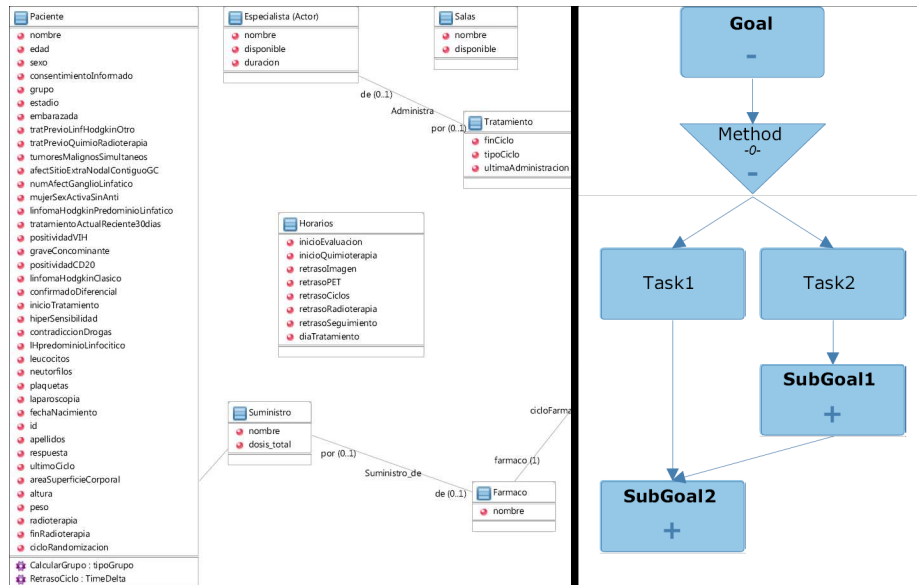 Paciente
nombre
edad
sexo
consentimientoInformado
grupo
estadio
embarazada
tratPrevioLinfHodgkinOtro
tratPrevioQuimioRadioterapia
tumoresMalignosSimultaneos
afectSitioExtraNodalContiguoGC
numAfectGanglioLinfatico
mujerSexActivaSinAnti
linfomaHodgkinPredominioLinfatico
tratamientoActualReciente30dias
positividadVIH
graveConcomitante
positividadCD20
linfomaHodgkinClasico
confirmadoDiferencial
inicioTratamiento
hiperSensibilidad
contradiccionDrogas
lHpredominioLinfocitico
leucocitos
neutorfilos
plaquetas
laparoscopia
fechaNacimiento
id
apellidos
respuesta
ultimoCiclo
areaSuperficieCorporal
altura
peso
radioterapia
finRadioterapia
cicloRandomizacion
CalcularGrupo : tipoGrupo
RetrasoCiclo : TimeDelta
Especialista (Actor)
nombre
disponible
duracion
Salas
nombre
disponible
de (0..1)
Administra
por (0..1)
Tratamiento
finCiclo
tipoCiclo
ultimaAdministracion
Horarios
inicioEvaluacion
inicioQuimioterapia
retrasoImagen
retrasoPET
retrasoCiclos
retrasoRadioterapia
retrasoSeguimiento
diaTratamiento
Suministro
nombre
dosis_total
por (0..1)
Suministro_de
de (0..1)
cicloFarma
farmaco (1)
Farmaco
nombre
Goal
-
Method
-0-
-
Task1
Task2
SubGoal1
+
SubGoal2
+